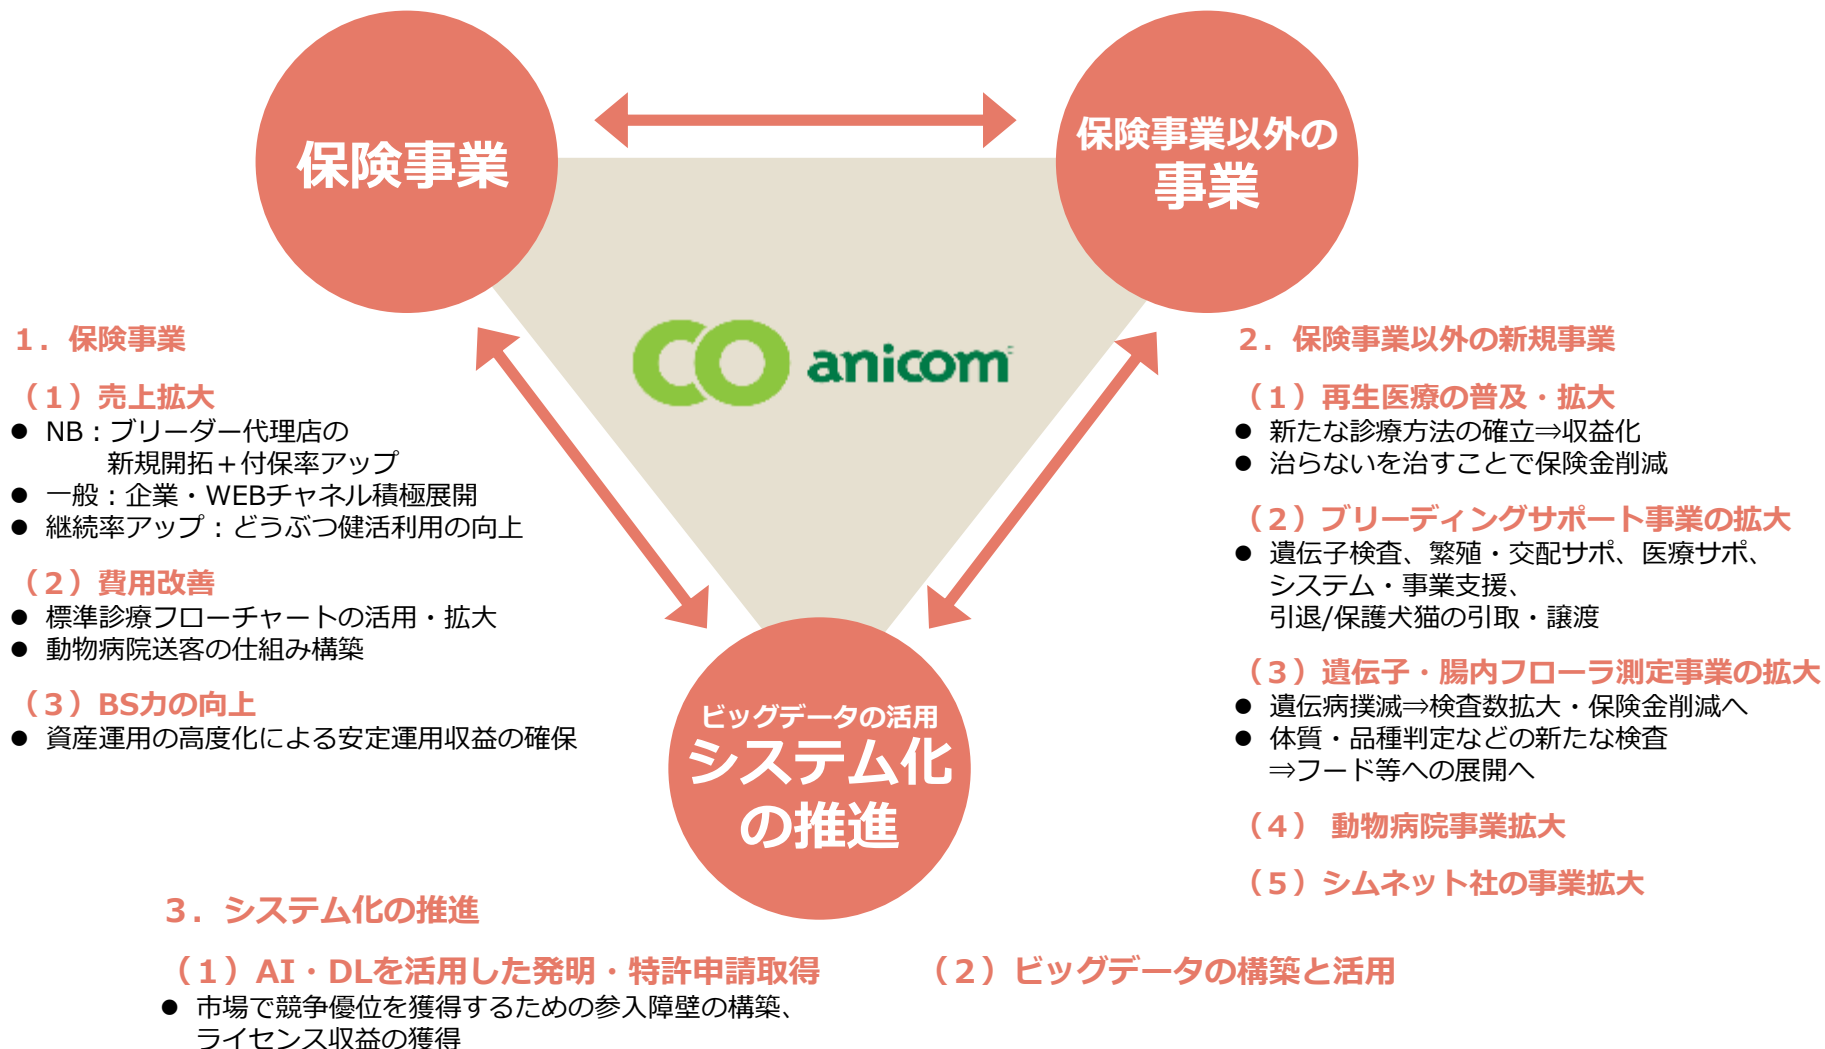 保険事業
保険事業以外の
事業
anicom
1．保険事業
（1）売上拡大
● NB：ブリーダー代理店の
新規開拓＋付保率アップ
● 一般：企業・WEBチャネル積極展開
● 継続率アップ：どうぶつ健活利用の向上
（2）費用改善
● 標準診療フローチャートの活用・拡大
● 動物病院送客の仕組み構築
（3）BS力の向上
● 資産運用の高度化による安定運用収益の確保
2．保険事業以外の新規事業
（1）再生医療の普及・拡大
● 新たな診療方法の確立⇒収益化
● 治らないを治すことで保険金削減
（2）ブリーディングサポート事業の拡大
● 遺伝子検査、繁殖・交配サポ、医療サポ、
システム・事業支援、
引退/保護犬猫の引取・譲渡
（3）遺伝子・腸内フローラ測定事業の拡大
● 遺伝病撲滅⇒検査数拡大・保険金削減へ
● 体質・品種判定などの新たな検査
⇒フード等への展開へ
（4） 動物病院事業拡大
（5）シムネット社の事業拡大
ビッグデータの活用
システム化
の推進
3．システム化の推進
（1）AI・DLを活用した発明・特許申請取得
● 市場で競争優位を獲得するための参入障壁の構築、
ライセンス収益の獲得
（2）ビッグデータの構築と活用